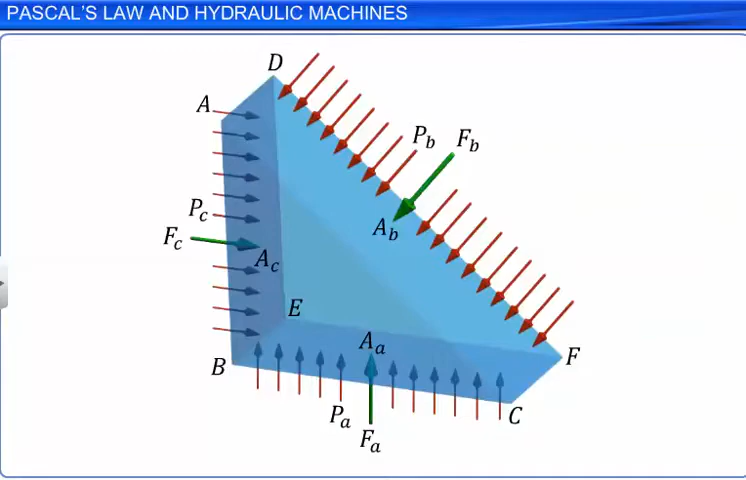 PASCAL'S LAW AND HYDRAULIC MACHINES
D
A
P_b
F_b
P_c
A_b
F_c
A_c
E
A_a
F
B
P_a
C
F_a